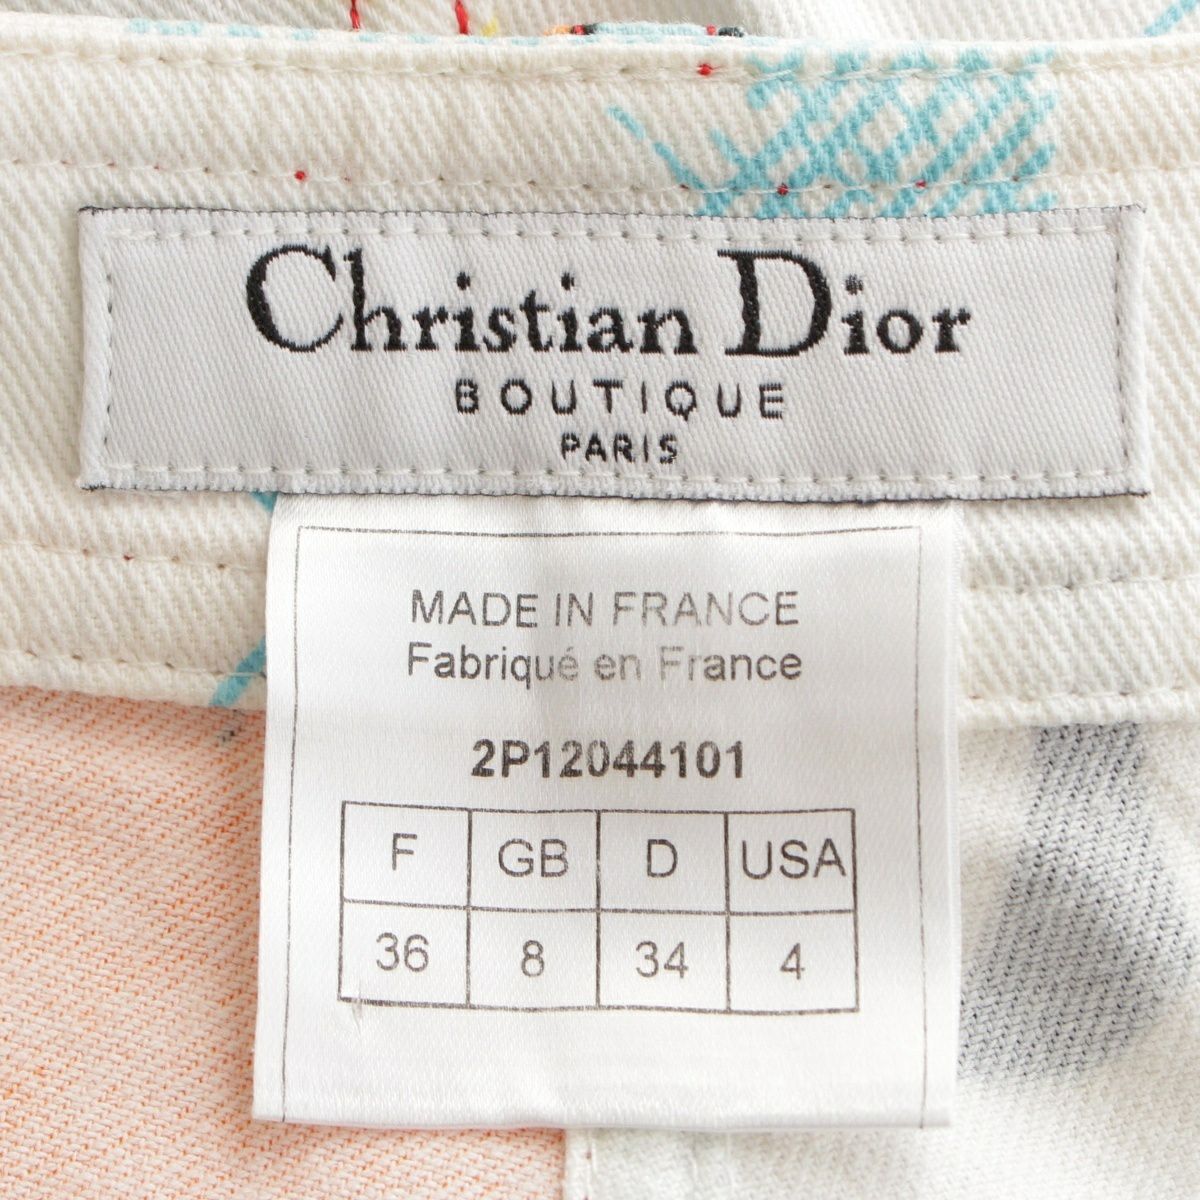 Christian Dior
BOUTIQUE
PARIS
MADE IN FRANCE
Fabriqué en France
2P12044101
F GB D USA
36 8 34 4